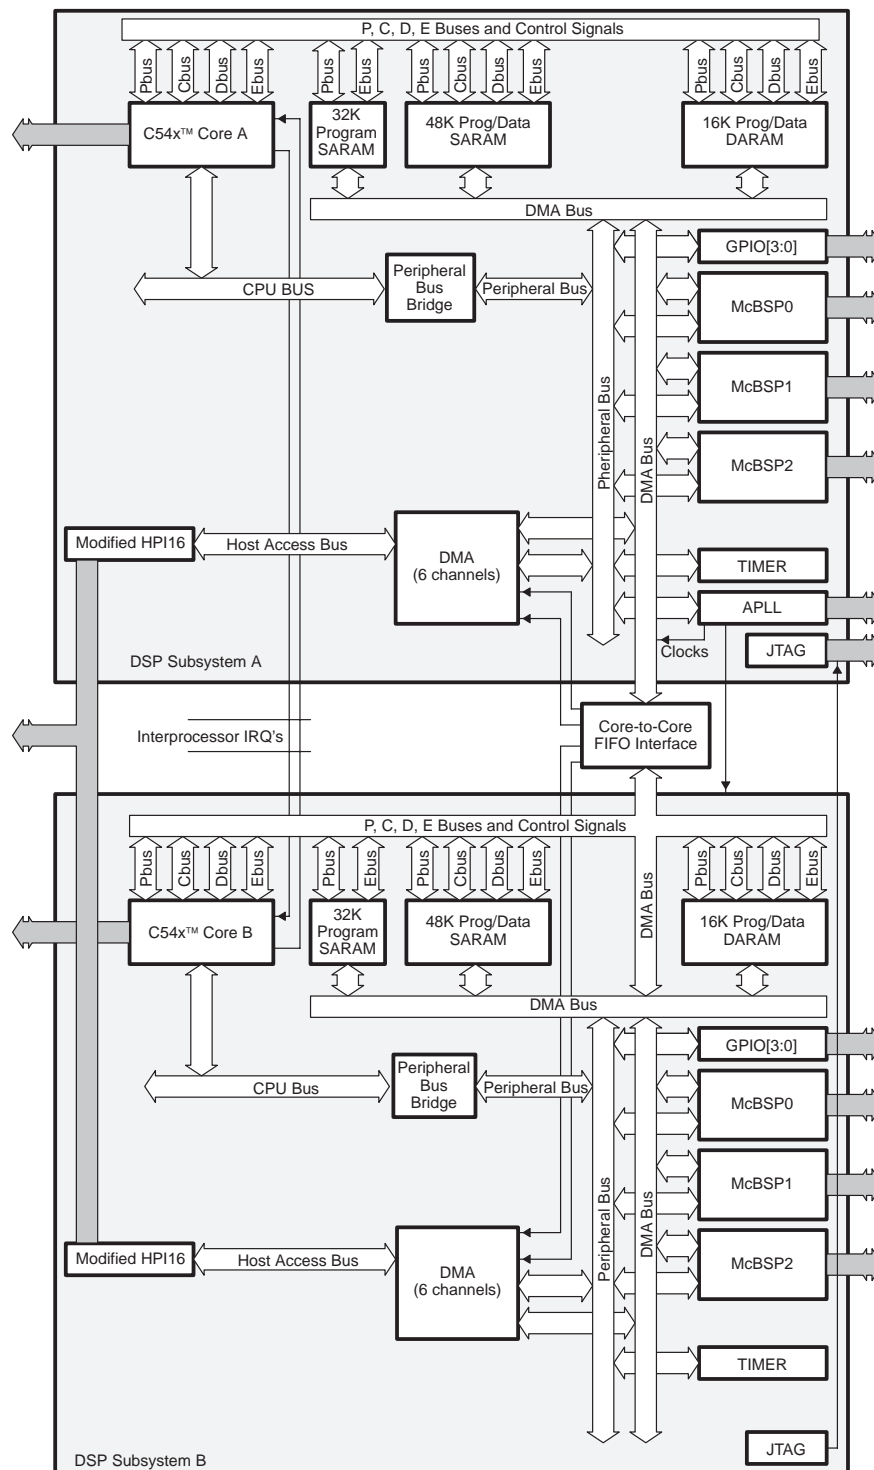 P, C, D, E Buses and Control Signals
Pbus
Cbus
Dbus
Ebus
Pbus
Ebus
Pbus
Cbus
Dbus
Ebus
Pbus
Cbus
Dbus
Ebus
C54x™ Core A
32K
Program
SARAM
48K Prog/Data
SARAM
16K Prog/Data
DARAM
DMA Bus
GPIO[3:0]
CPU BUS
Peripheral
Bus
Bridge
Peripheral Bus
McBSP0
McBSP1
Pheripheral Bus
DMA Bus
McBSP2
Modified HPI16
Host Access Bus
DMA
(6 channels)
TIMER
APLL
Clocks
JTAG
DSP Subsystem A
Interprocessor IRQ's
Core-to-Core
FIFO Interface
P, C, D, E Buses and Control Signals
Pbus
Cbus
Dbus
Ebus
Pbus
Ebus
Pbus
Cbus
Dbus
Ebus
DMA Bus
Pbus
Cbus
Dbus
Ebus
C54x™ Core B
32K
Program
SARAM
48K Prog/Data
SARAM
16K Prog/Data
DARAM
DMA Bus
GPIO[3:0]
CPU Bus
Peripheral
Bus
Bridge
Peripheral Bus
McBSP0
McBSP1
Peripheral Bus
DMA Bus
McBSP2
Modified HPI16
Host Access Bus
DMA
(6 channels)
TIMER
JTAG
DSP Subsystem B